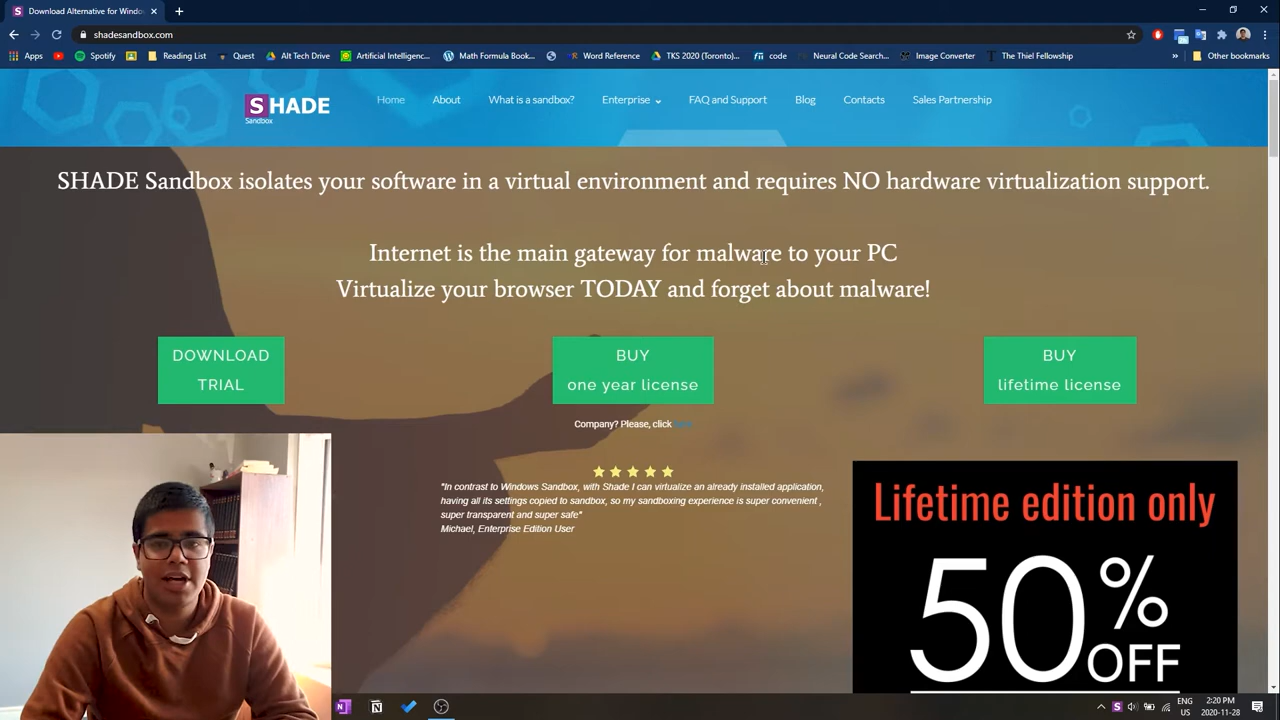 Download Alternative for Windows
shadesandbox.com
Apps
YouTube
Spotify
Reading List
Quest
Alt Tech Drive
Artificial Intelligenc...
Math Formula Book...
Word Reference
TKS 2020 (Toronto)...
code
Neural Code Search...
Image Converter
The Thiel Fellowship
Other bookmarks
SHADE
Sandbox
Home
About
What is a sandbox?
Enterprise
FAQ and Support
Blog
Contacts
Sales Partnership
SHADE Sandbox isolates your software in a virtual environment and requires NO hardware virtualization support.
Internet is the main gateway for malware to your PC
Virtualize your browser TODAY and forget about malware!
DOWNLOAD
TRIAL
BUY
one year license
BUY
lifetime license
Company? Please, click
"In contrast to Windows Sandbox, with Shade I can virtualize an already installed application,
having all its settings copied to sandbox, so my sandboxing experience is super convenient ,
super transparent and super safe"
Michael, Enterprise Edition User
Lifetime edition only
50%
OFF
ENG
US
2:20 PM
2020-11-28